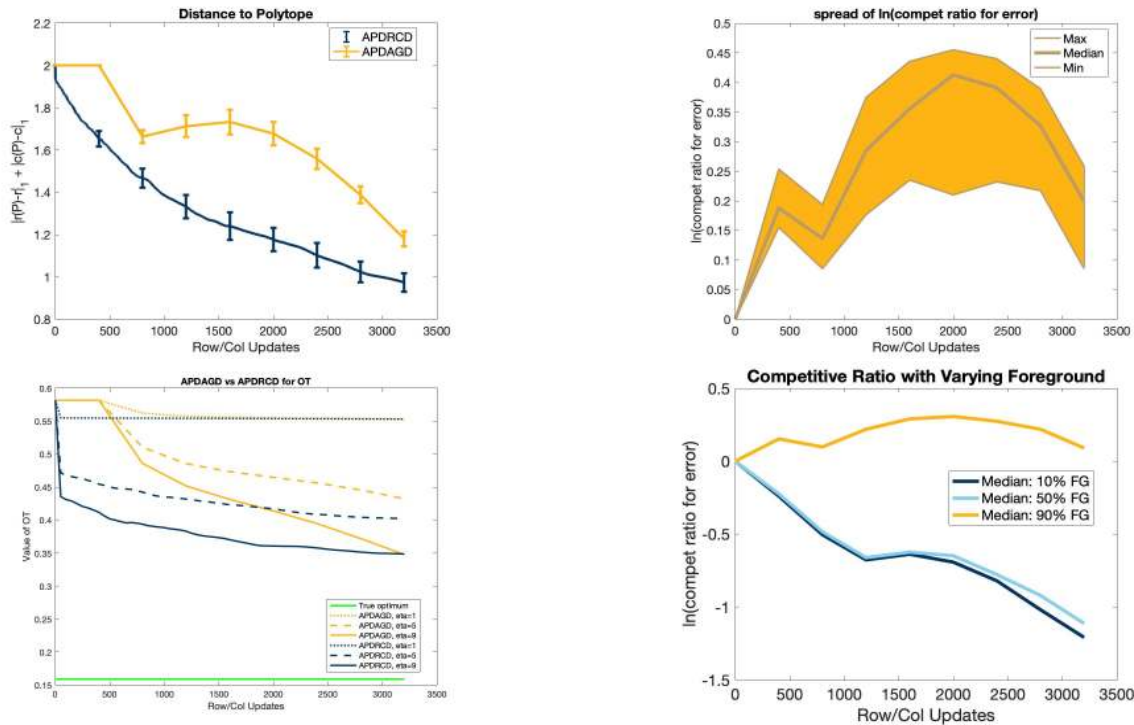 Distance to Polytope
2.2
2
1.8
1.6
1.4
1.2
1
0.8
|r(P)-r|₁ + |c(P)-c|₁
APDRCD
APDAGD
0 500 1000 1500 2000 2500 3000 3500
Row/Col Updates
spread of ln(compet ratio for error)
0.5
0.45
0.4
0.35
0.3
0.25
0.2
0.15
0.1
0.05
0
ln(compet ratio for error)
Max
Median
Min
0 500 1000 1500 2000 2500 3000 3500
Row/Col Updates
APDAGD vs APDRCD for OT
0.6
0.55
0.5
0.45
0.4
0.35
0.3
0.25
0.2
0.15
Value of OT
True optimum
APDAGD, eta=1
APDAGD, eta=5
APDAGD, eta=9
APDRCD, eta=1
APDRCD, eta=5
APDRCD, eta=9
0 500 1000 1500 2000 2500 3000 3500
Row/Col Updates
Competitive Ratio with Varying Foreground
0.5
0
-0.5
-1
-1.5
ln(compet ratio for error)
Median: 10% FG
Median: 50% FG
Median: 90% FG
0 500 1000 1500 2000 2500 3000 3500
Row/Col Updates